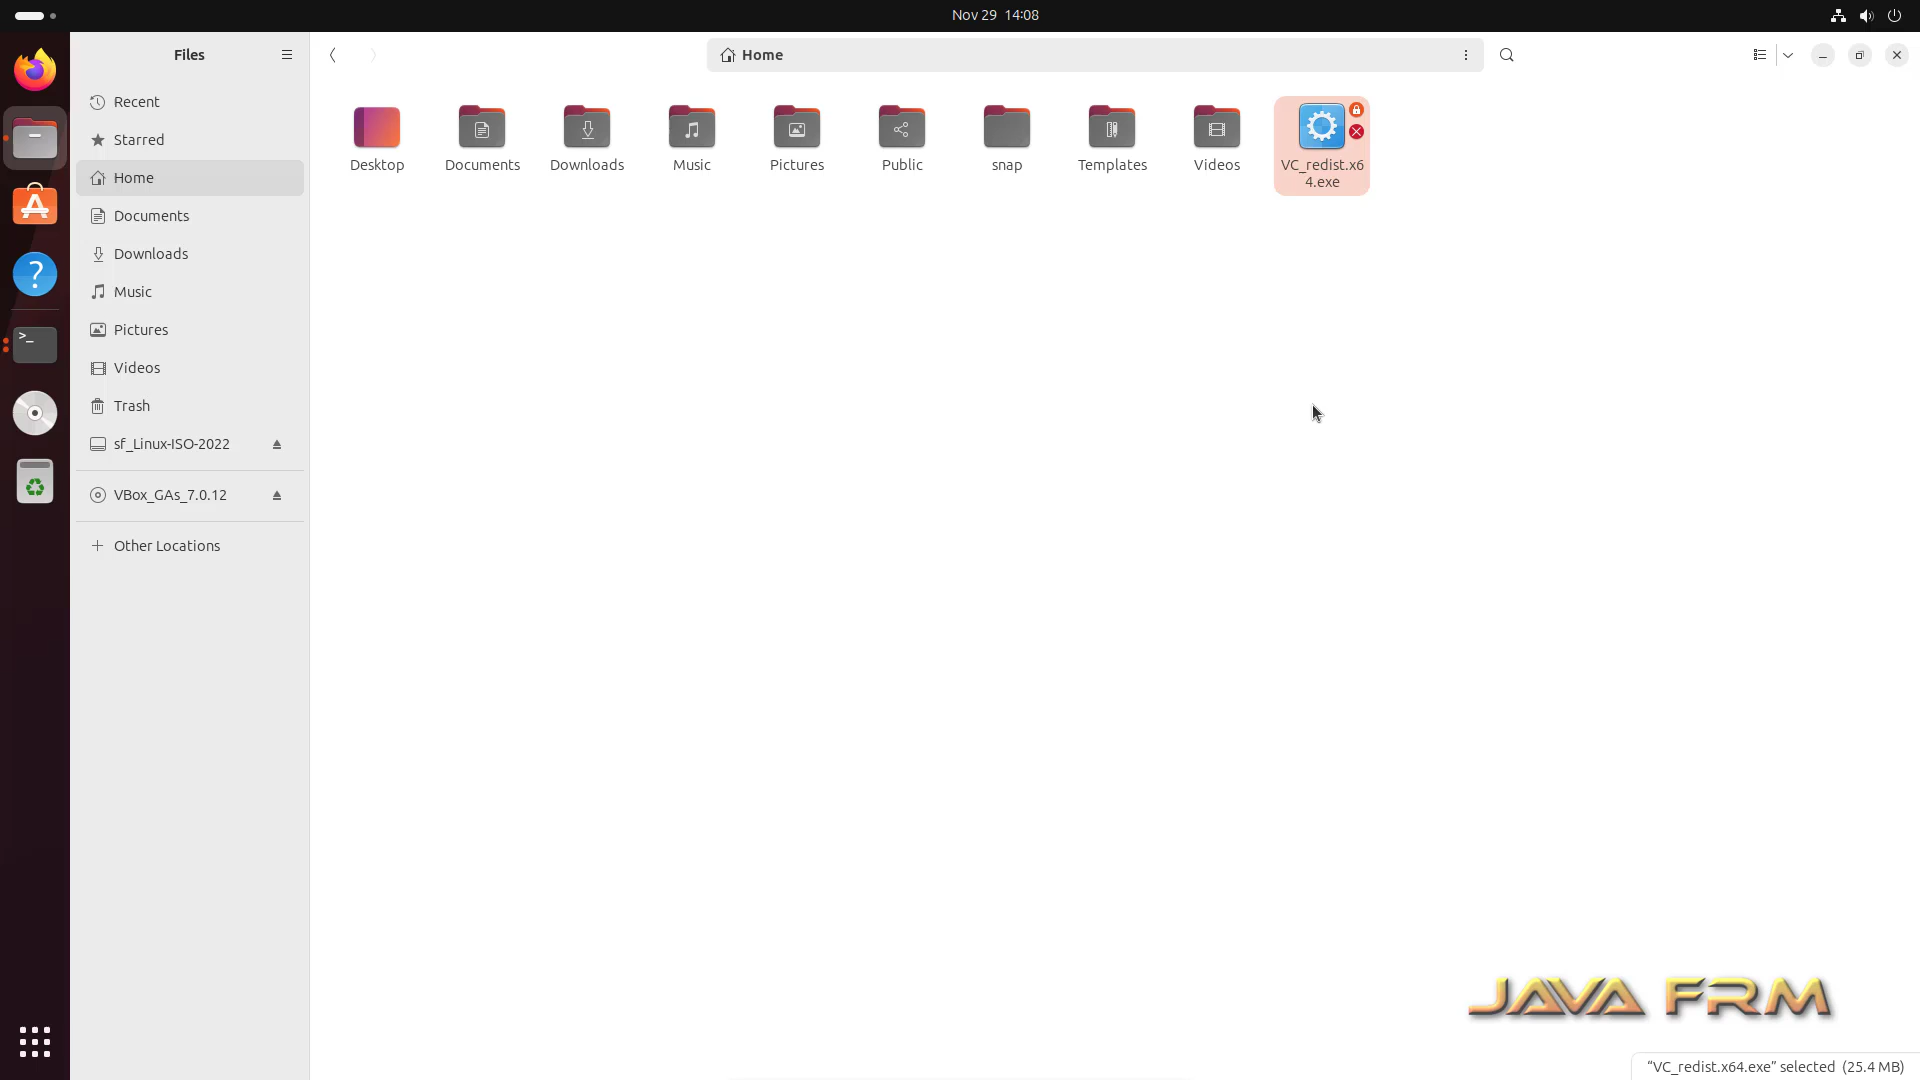 Nov 29 14:08
Files
Home
Recent
Starred
Home
Documents
Downloads
Music
Pictures
Videos
Trash
sf_Linux-ISO-2022
VBox_GAs_7.0.12
Other Locations
Desktop
Documents
Downloads
Music
Pictures
Public
snap
Templates
Videos
VC_redist.x6
4.exe
JAVA FRM
“VC_redist.x64.exe” selected (25.4 MB)